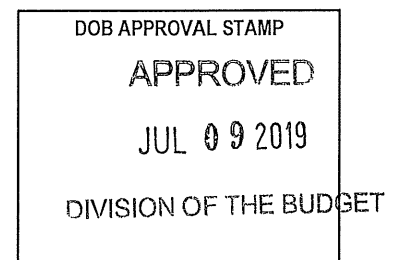 DOB APPROVAL STAMP
APPROVED
JUL 09 2019
DIVISION OF THE BUDGET